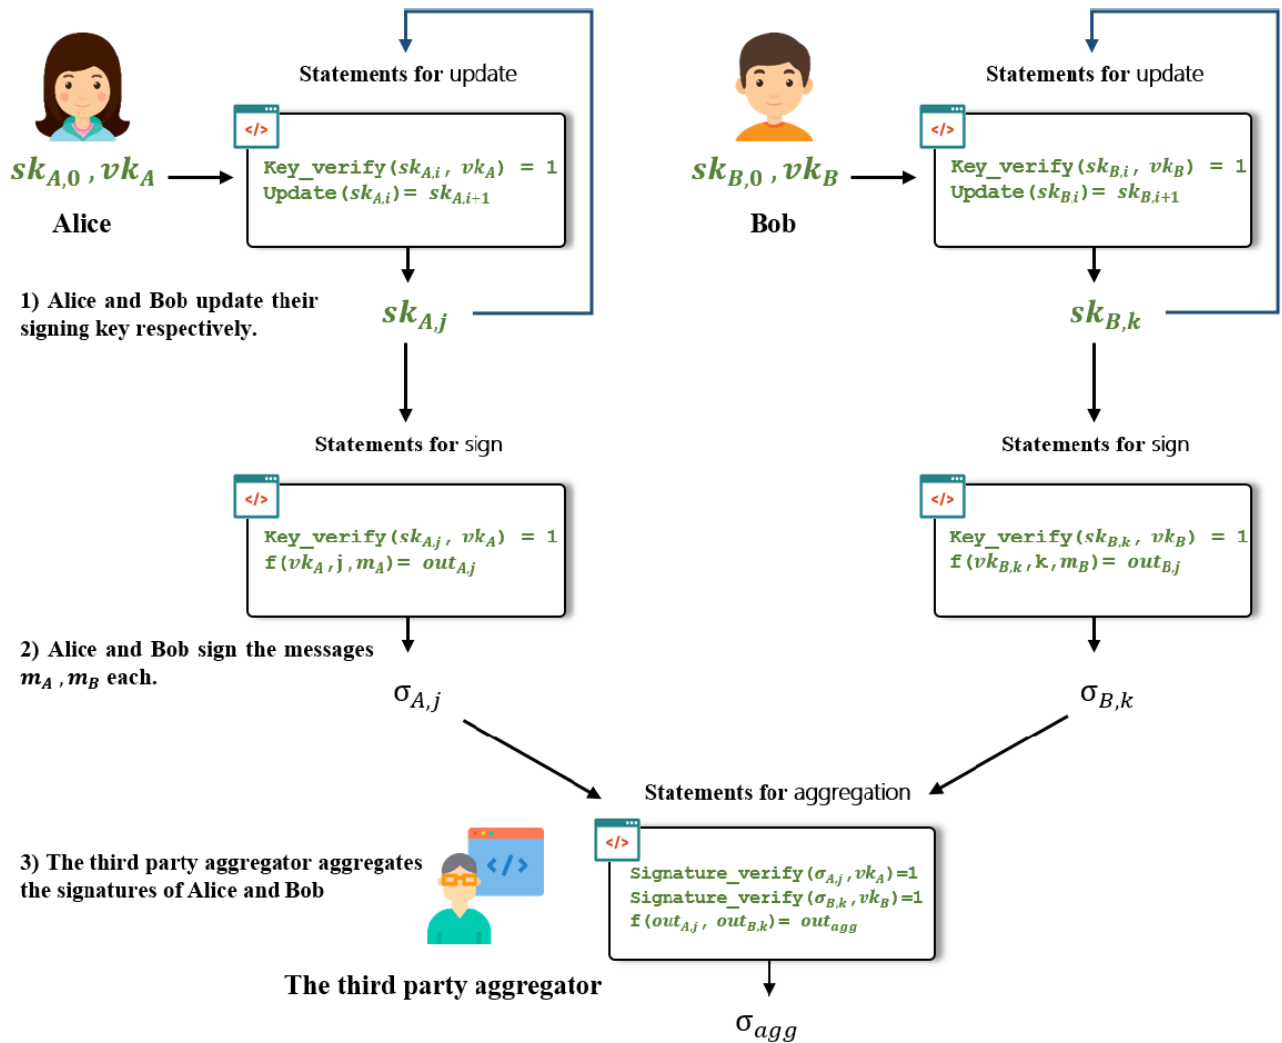 Statements for update
</>
Key_verify(sk_{A,i}, vk_A) = 1
Update(sk_{A,i})= sk_{A,i+1}
sk_{A,0} , vk_A
Alice
Statements for update
</>
Key_verify(sk_{B,i}, vk_B) = 1
Update(sk_{Bi})= sk_{B,i+1}
sk_{B,0} , vk_B
Bob
1) Alice and Bob update their
signing key respectively.
sk_{A,j}
sk_{B,k}
Statements for sign
</>
Key_verify(sk_{A,j}, vk_A) = 1
f(vk_A,j,m_A)= out_{A,j}
Statements for sign
</>
Key_verify(sk_{B,k}, vk_B) = 1
f(vk_{B,k},k,m_B)= out_{B,j}
2) Alice and Bob sign the messages
m_A , m_B each.
σ_{A,j}
σ_{B,k}
Statements for aggregation
</>
Signature_verify(σ_{A,j},vk_A)=1
Signature_verify(σ_{B,k},vk_B)=1
f(out_{A,j}, out_{B,k})= out_{agg}
3) The third party aggregator aggregates
the signatures of Alice and Bob
</>
The third party aggregator
σ_{agg}